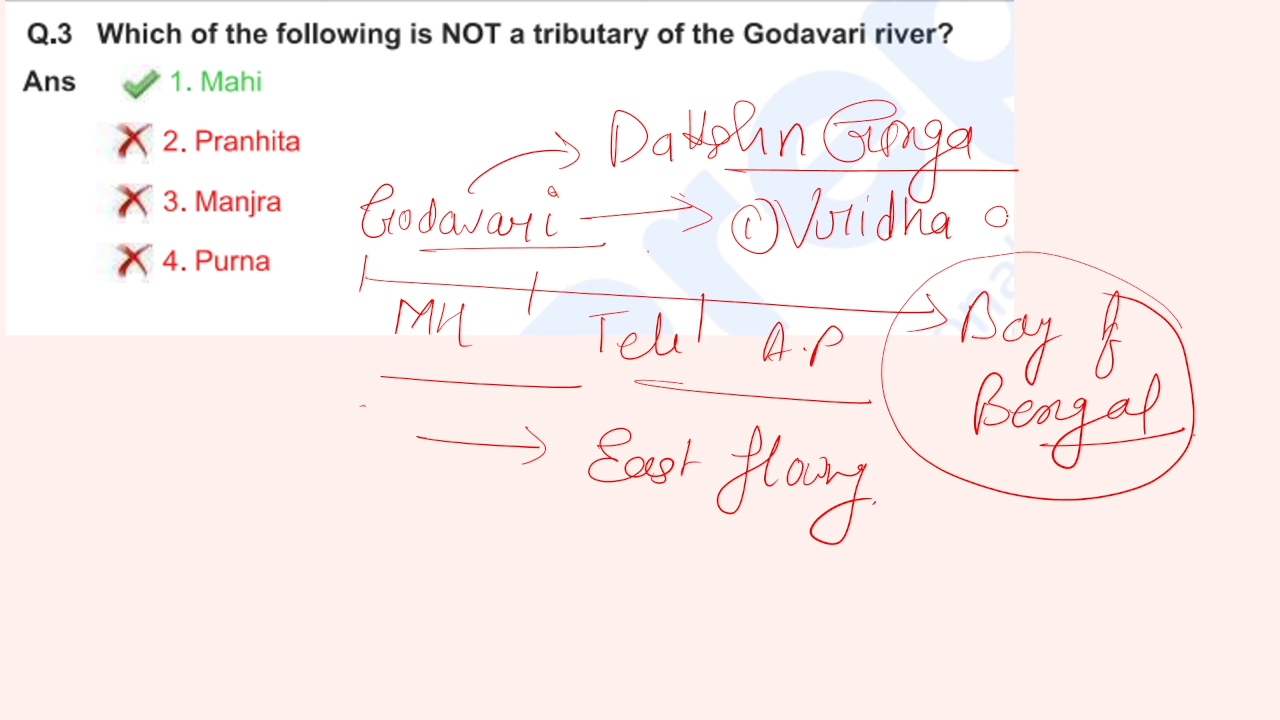 Q.3 Which of the following is NOT a tributary of the Godavari river?
Ans 1. Mahi
2. Pranhita
3. Manjra
4. Purna
Dakshn Ganga
Godavari → ① Vridha
MH Tele A.P → Bay of
Bengal
→ East flowing